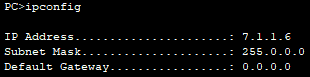 PC>ipconfig
IP Address......................: 7.1.1.6
Subnet Mask.....................: 255.0.0.0
Default Gateway.................: 0.0.0.0